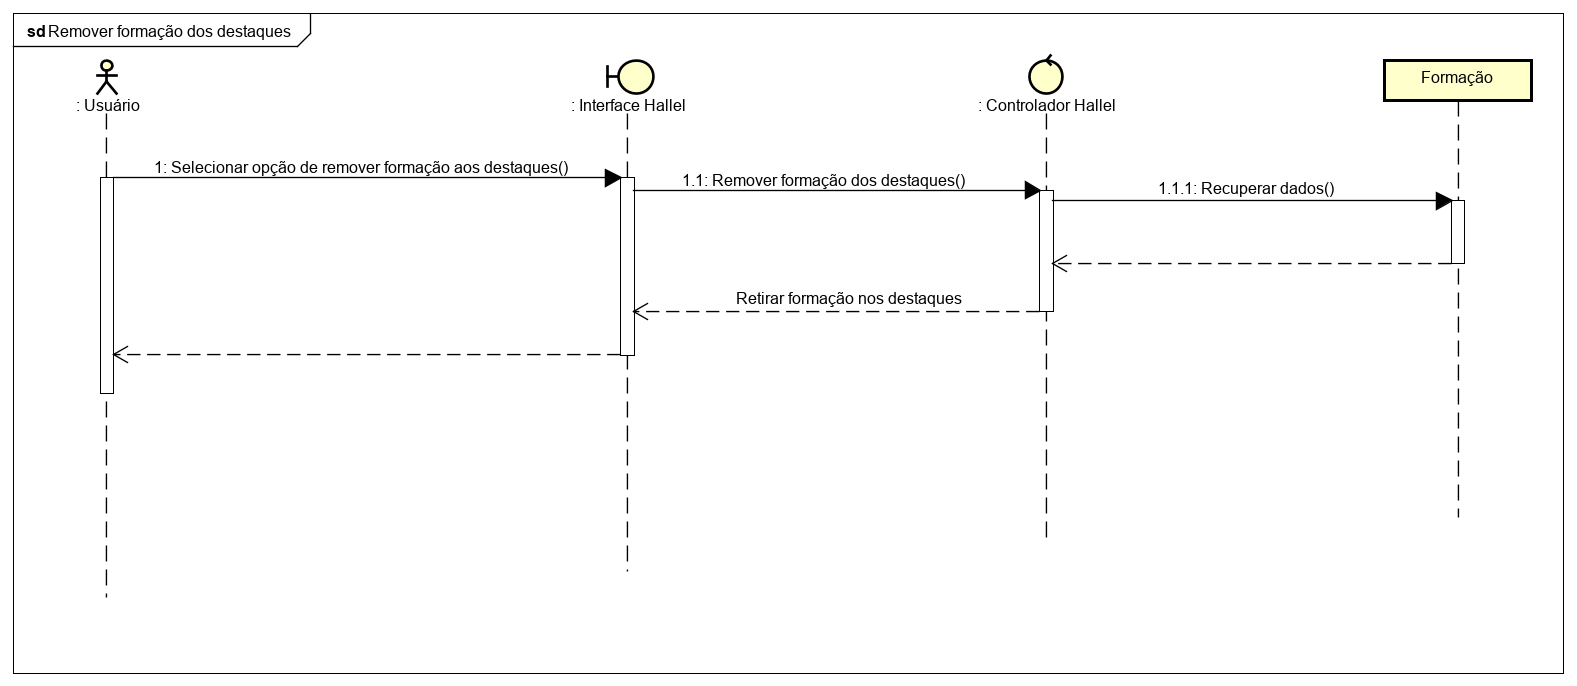 sd Remover formação dos destaques
: Usuário
: Interface Hallel
: Controlador Hallel
Formação
1: Selecionar opção de remover formação aos destaques()
1.1: Remover formação dos destaques()
1.1.1: Recuperar dados()
Retirar formação nos destaques